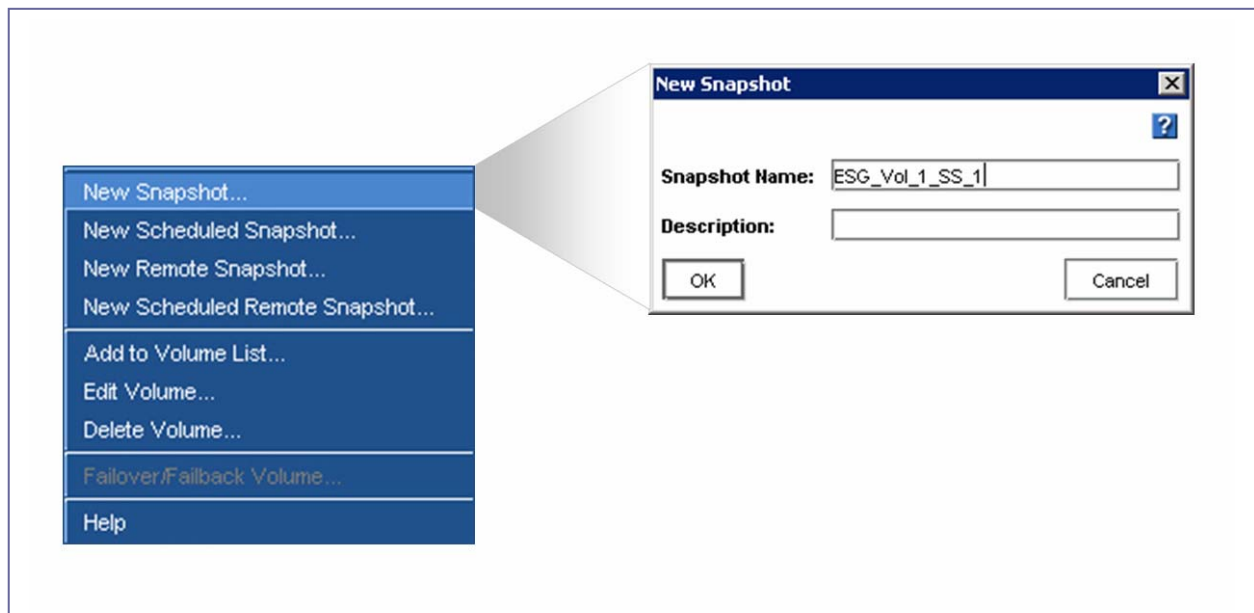 New Snapshot...
New Scheduled Snapshot...
New Remote Snapshot...
New Scheduled Remote Snapshot...
Add to Volume List...
Edit Volume...
Delete Volume...
Failover/Failback Volume...
Help
New Snapshot
?
Snapshot Name: ESG_Vol_1_SS_1
Description:
OK Cancel